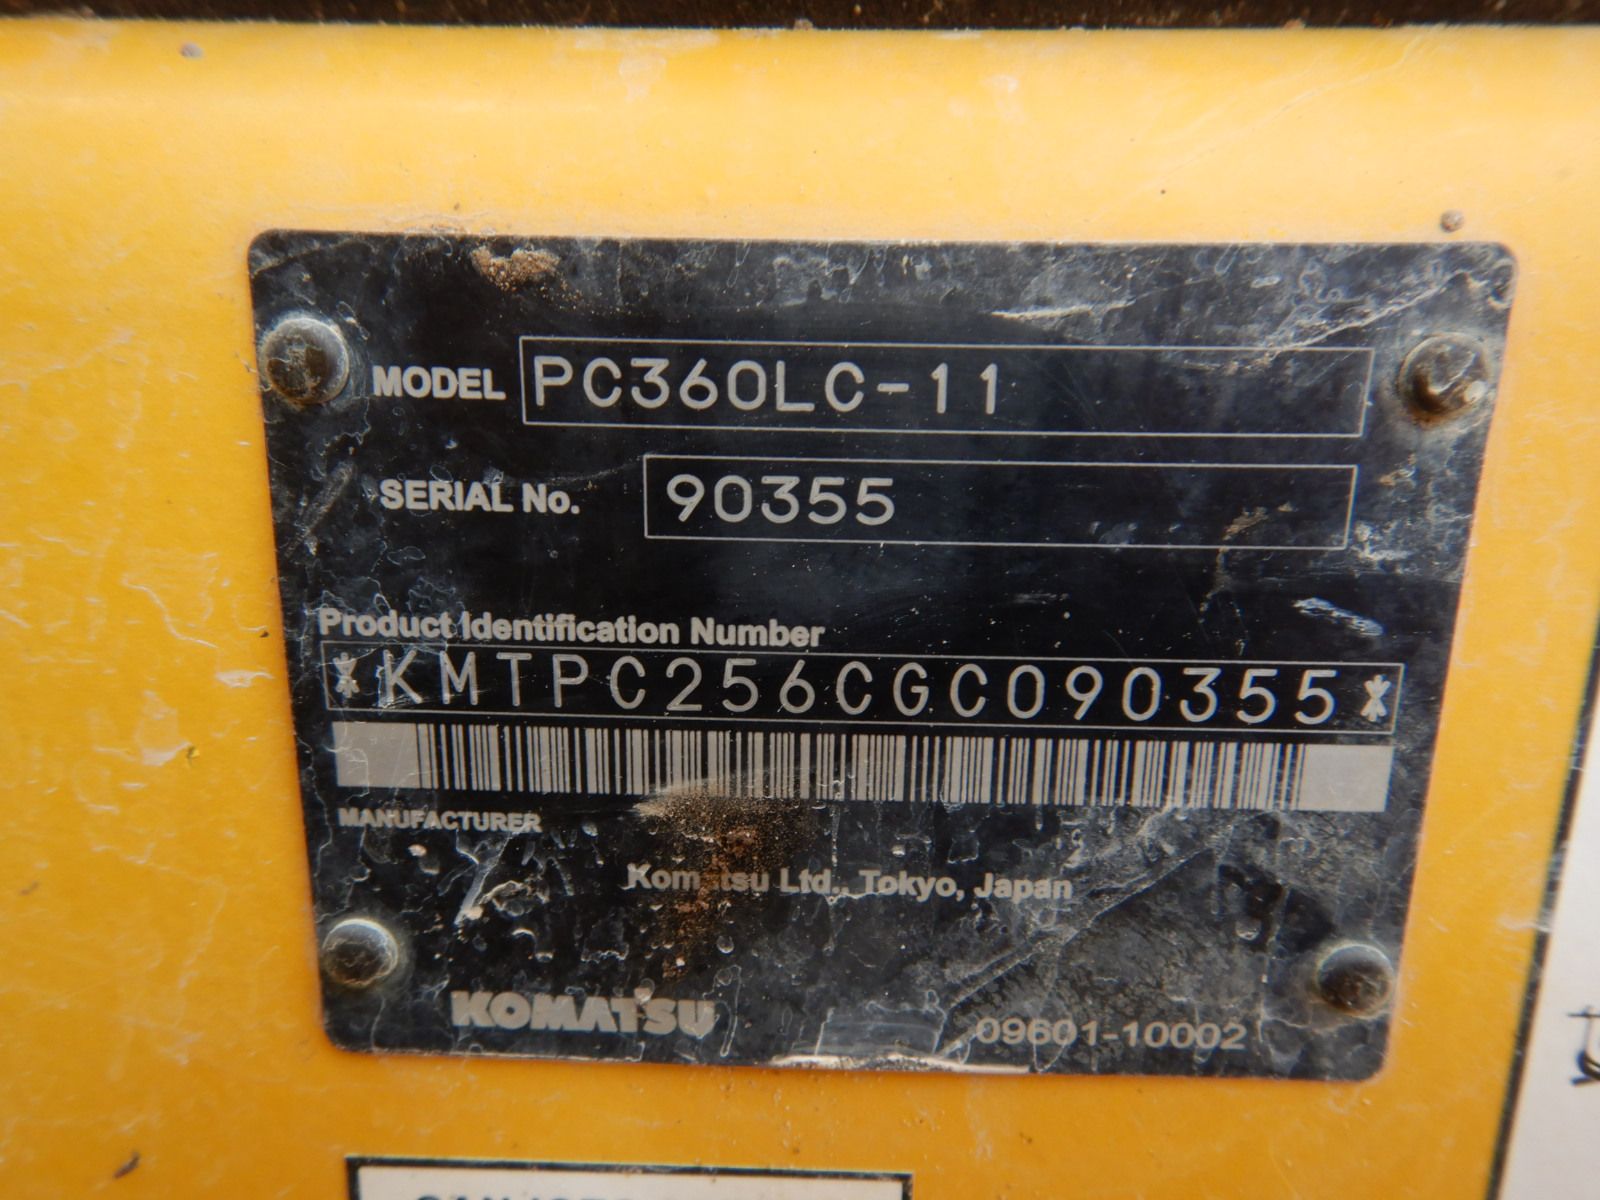 MODEL PC360LC-11
SERIAL No. 90355
Product Identification Number
*KMTPC256CGC090355*
MANUFACTURER
Komatsu Ltd., Tokyo, Japan
KOMATSU 09601-10002